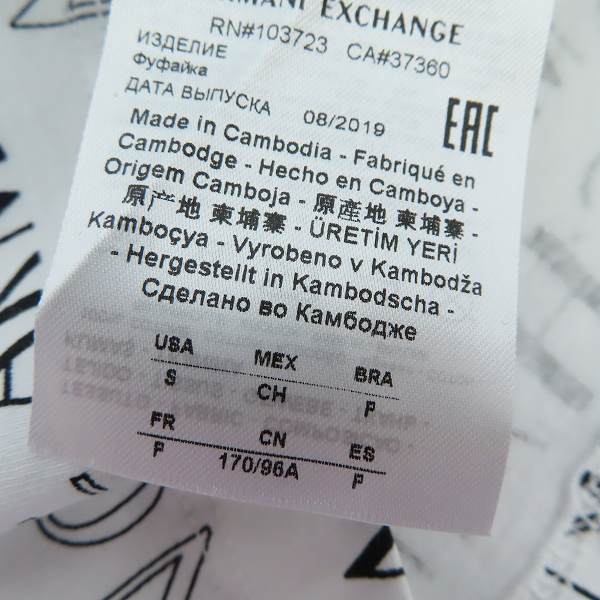 ARMANI EXCHANGE
RN#103723 CA#37360
ИЗДЕЛИЕ
Фуфайка
ДАТА ВЫПУСКА 08/2019
EAC
Made in Cambodia - Fabriqué en
Cambodge - Hecho en Camboya -
Origem Camboja - 原產地 柬埔寨 -
原产地 柬埔寨 - ÜRETİM YERİ
Kamboçya - Vyrobeno v Kambodža
- Hergestellt in Kambodscha -
Сделано во Камбодже
USA MEX BRA
S CH P
FR CN ES
P 170/96A P